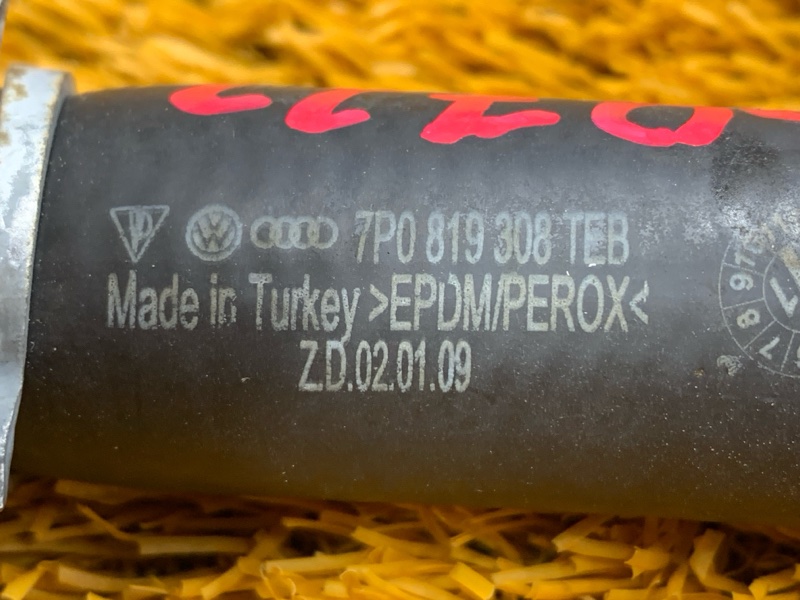 7P0 819 308 TEB
Made in Turkey >EPDM/PEROX<
Z.D.02.01.09